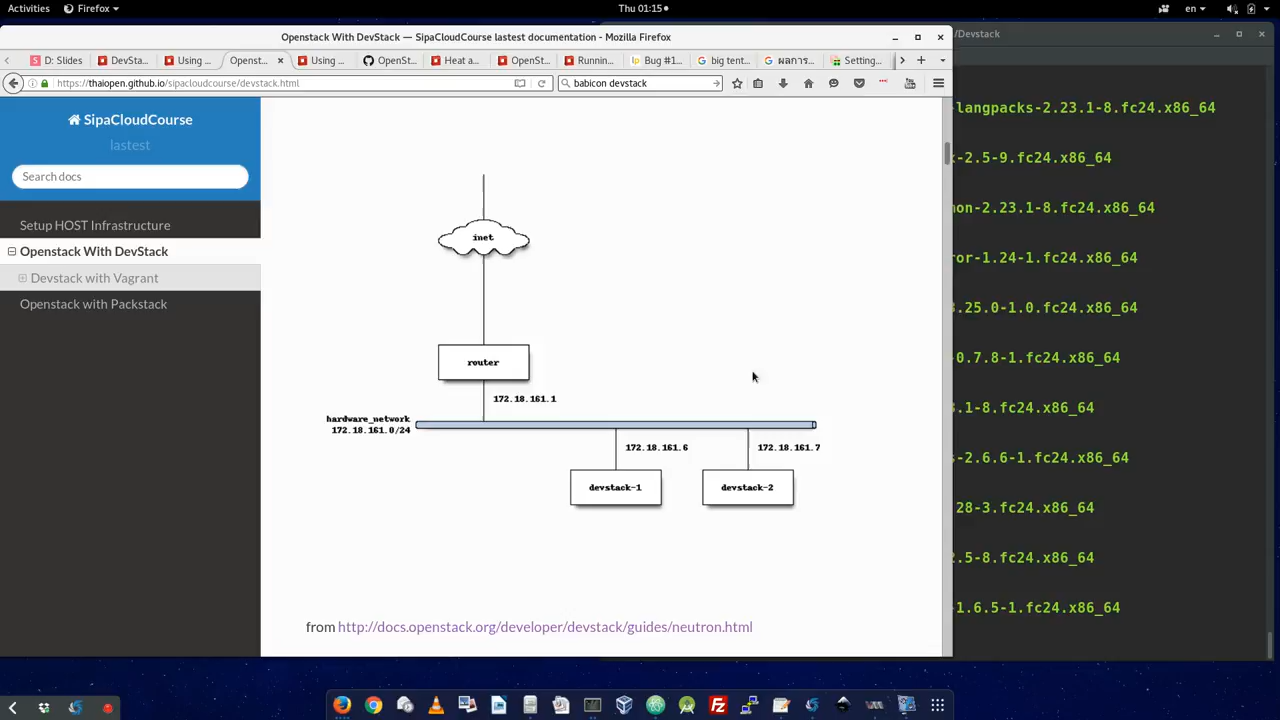 Activities
Firefox
Thu 01:15
en
Openstack With DevStack — SipaCloudCourse lastest documentation - Mozilla Firefox
/Devstack
D: Slides
DevSta...
Using ...
Openst...
Using ...
OpenSt...
Heat a...
OpenSt...
Runnin...
Bug #1...
big tent...
ผลการ...
Setting...
https://thaiopen.github.io/sipacloudcourse/devstack.html
babicon devstack
SipaCloudCourse
lastest
Search docs
Setup HOST Infrastructure
Openstack With DevStack
Devstack with Vagrant
Openstack with Packstack
inet
router
172.18.161.1
hardware_network
172.18.161.0/24
172.18.161.6
172.18.161.7
devstack-1
devstack-2
from http://docs.openstack.org/developer/devstack/guides/neutron.html
-langpacks-2.23.1-8.fc24.x86_64
-2.5-9.fc24.x86_64
on-2.23.1-8.fc24.x86_64
ror-1.24-1.fc24.x86_64
.25.0-1.0.fc24.x86_64
0.7.8-1.fc24.x86_64
.1-8.fc24.x86_64
-2.6.6-1.fc24.x86_64
28-3.fc24.x86_64
2.5-8.fc24.x86_64
-1.6.5-1.fc24.x86_64